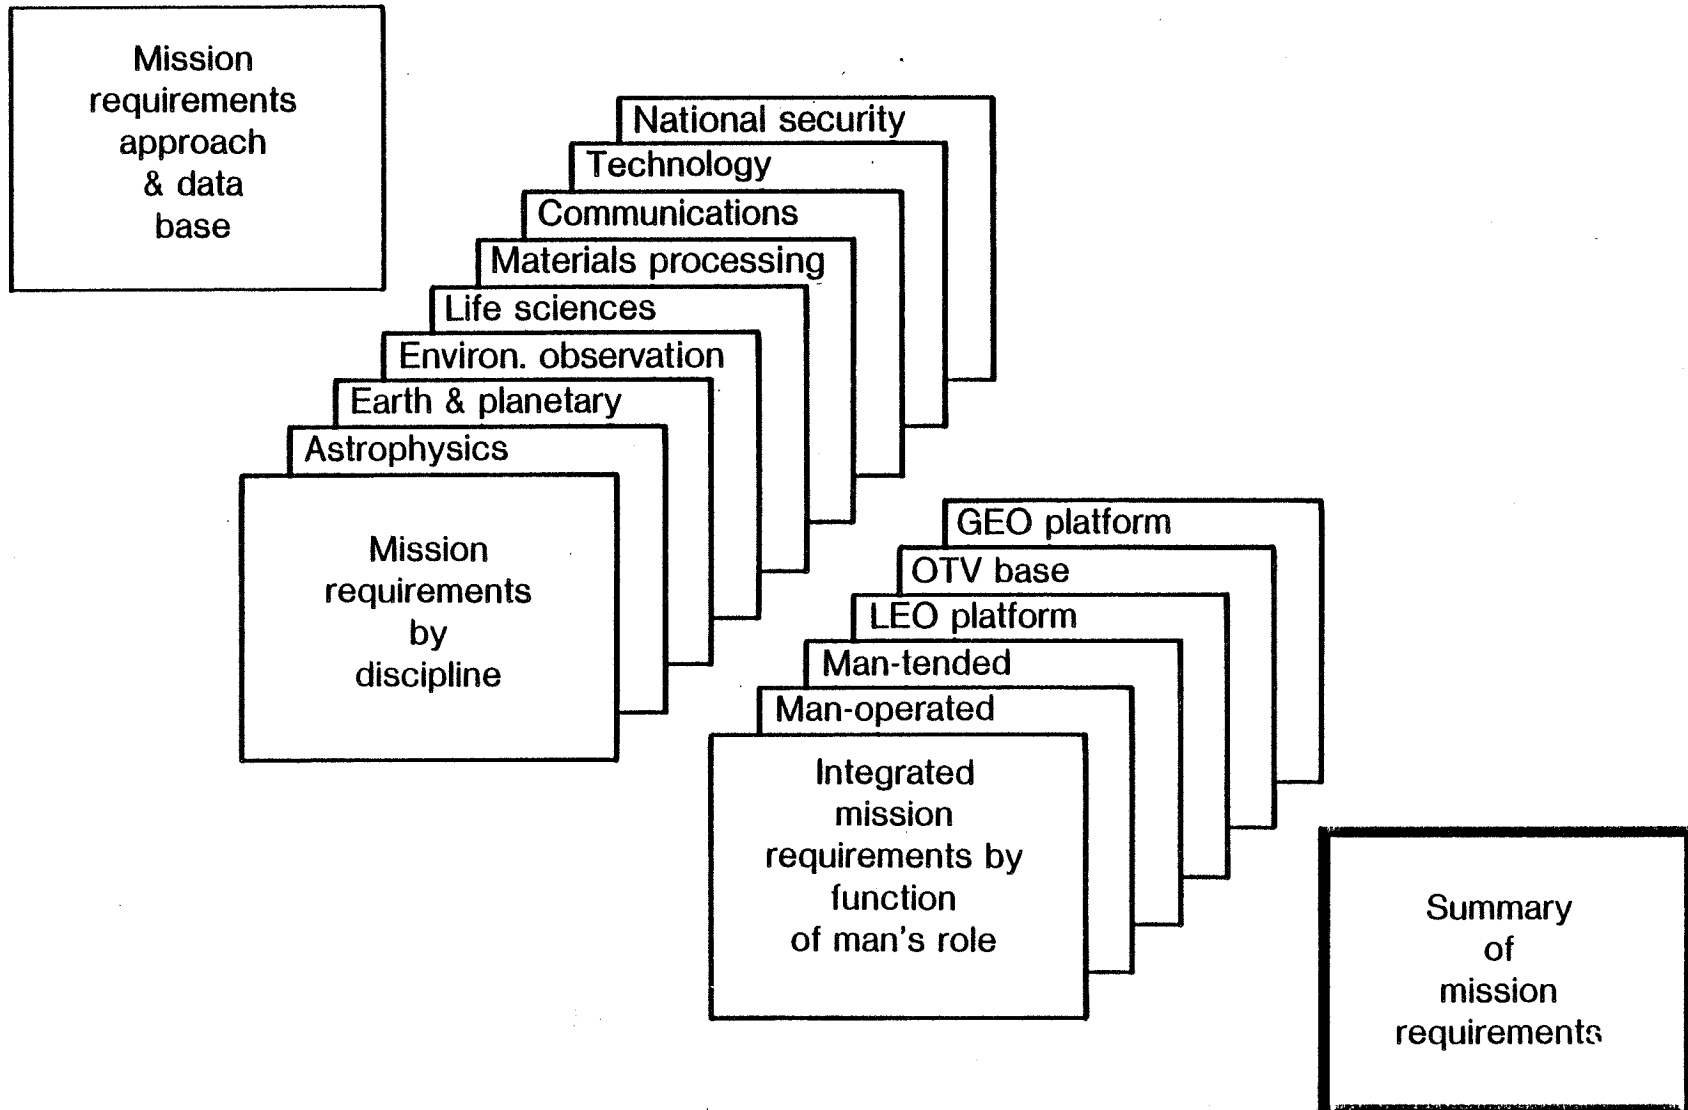 Mission
requirements
approach
& data
base
National security
Technology
Communications
Materials processing
Life sciences
Environ. observation
Earth & planetary
Astrophysics
Mission
requirements
by
discipline
GEO platform
OTV base
LEO platform
Man-tended
Man-operated
Integrated
mission
requirements by
function
of man's role
Summary
of
mission
requirements